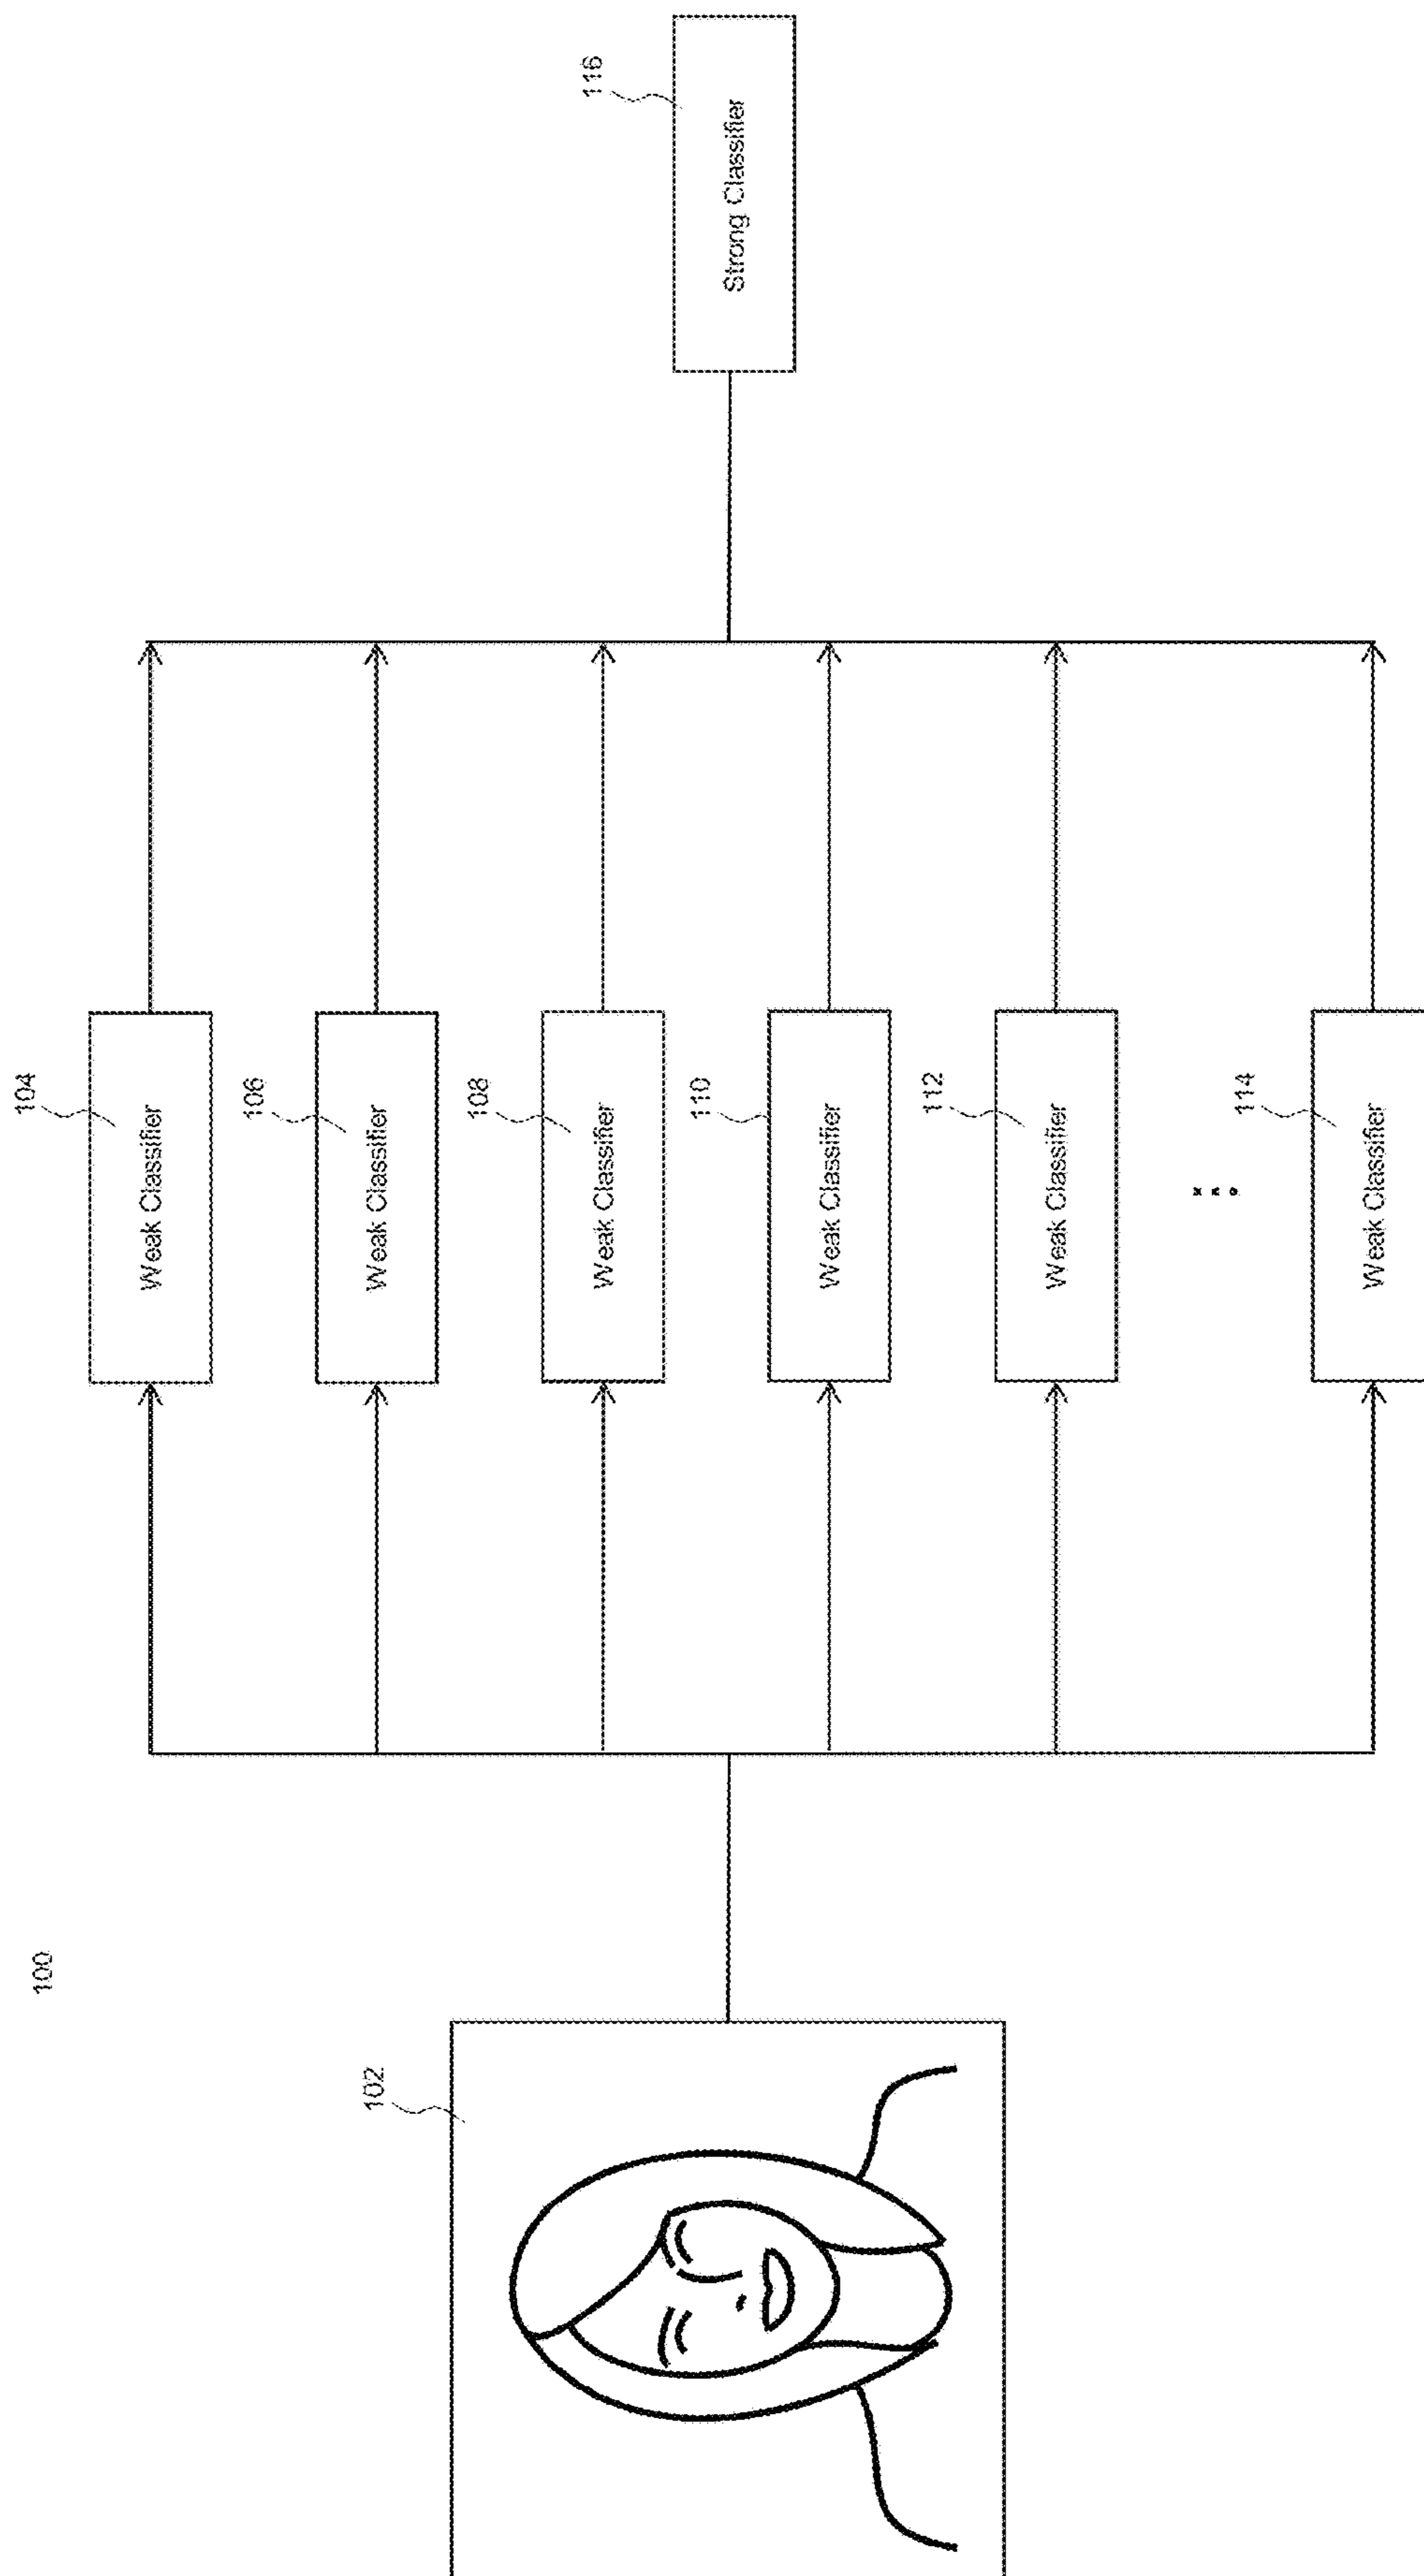 100
102
104
Weak Classifier
106
Weak Classifier
108
Weak Classifier
110
Weak Classifier
112
Weak Classifier
...
114
Weak Classifier
116
Strong Classifier